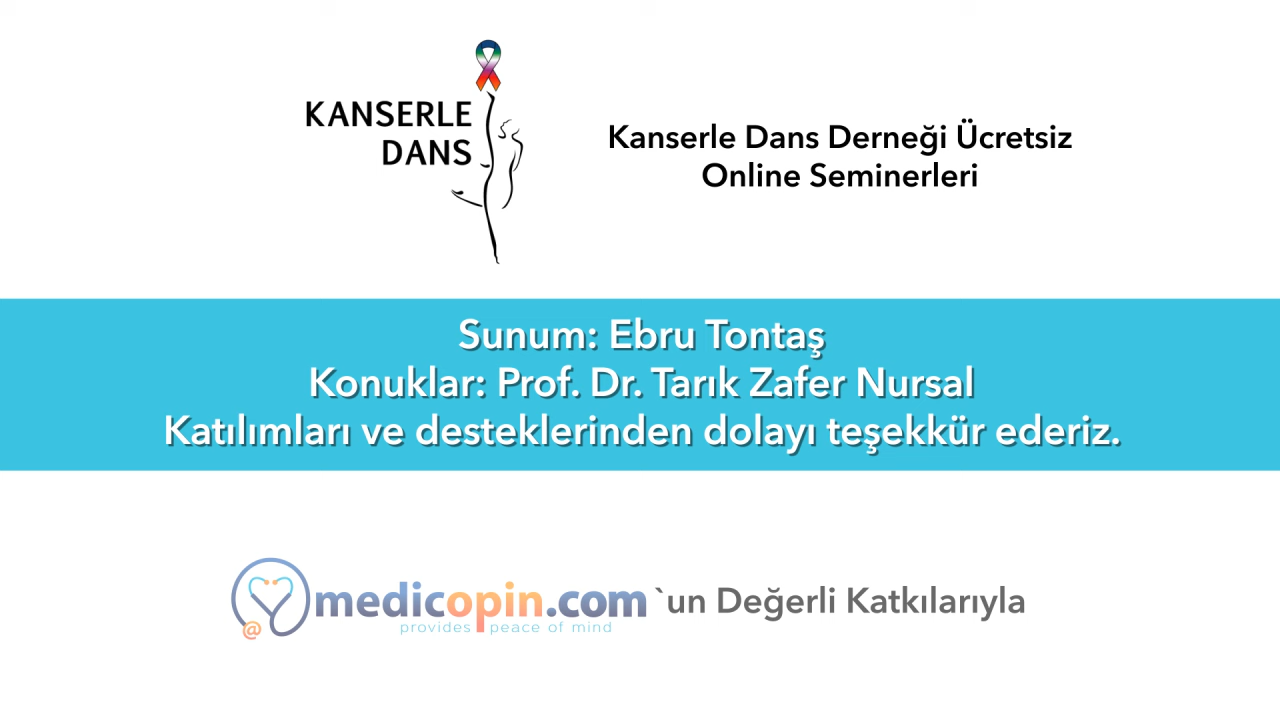 KANSERLE
DANS
Kanserle Dans Derneği Ücretsiz
Online Seminerleri
Sunum: Ebru Tontaş
Konuklar: Prof. Dr. Tarık Zafer Nursal
Katılımları ve desteklerinden dolayı teşekkür ederiz.
@medicopin.com `un Değerli Katkılarıyla
provides peace of mind